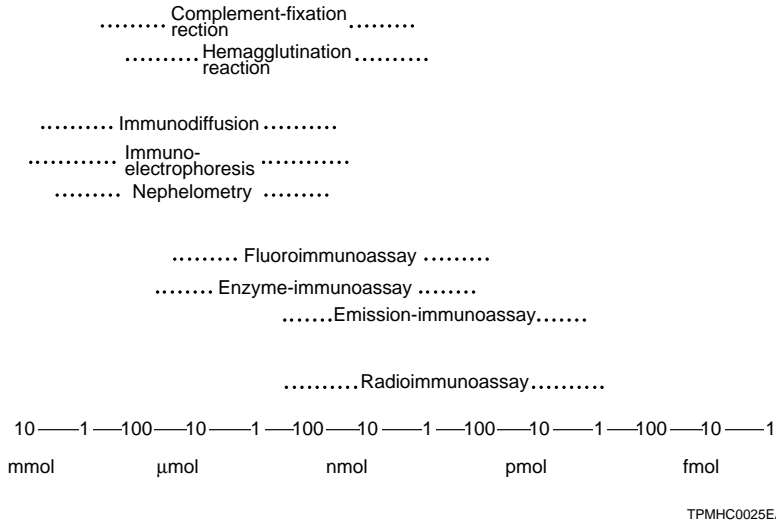 Complement-fixation
rection
Hemagglutination
reaction
Immunodiffusion
Immuno-
electrophoresis
Nephelometry
Fluoroimmunoassay
Enzyme-immunoassay
Emission-immunoassay
Radioimmunoassay
10 1 100 10 1 100 10 1 100 10 1 100 10 1
mmol µmol nmol pmol fmol